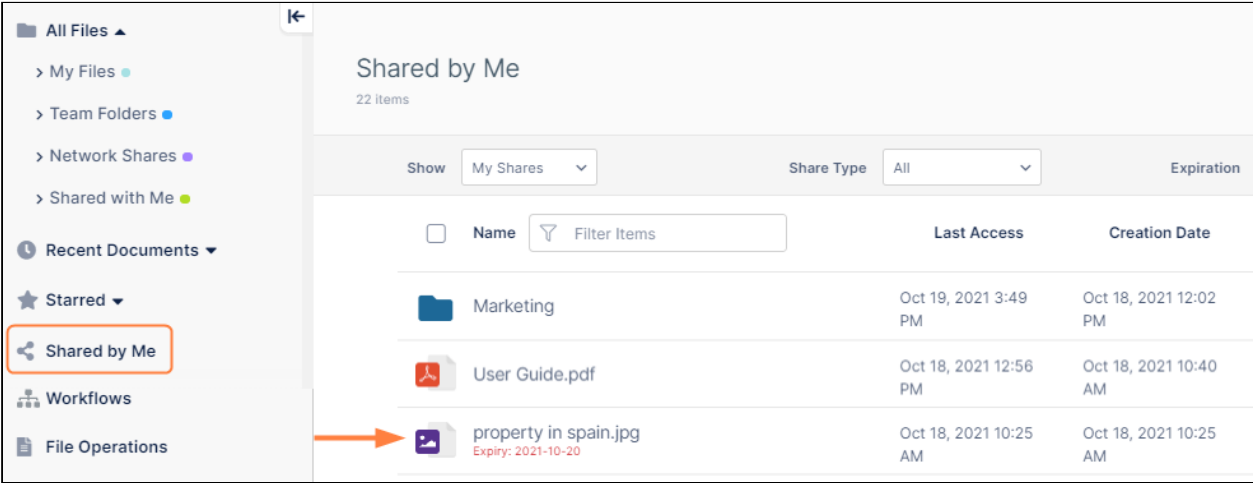 All Files
My Files
Team Folders
Network Shares
Shared with Me
Recent Documents
Starred
Shared by Me
Workflows
File Operations
Shared by Me
22 items
Show My Shares Share Type All Expiration
Name Filter Items Last Access Creation Date
Marketing Oct 19, 2021 3:49 Oct 18, 2021 12:02
PM PM
User Guide.pdf Oct 18, 2021 12:56 Oct 18, 2021 10:40
PM AM
property in spain.jpg Oct 18, 2021 10:25 Oct 18, 2021 10:25
Expiry: 2021-10-20 AM AM